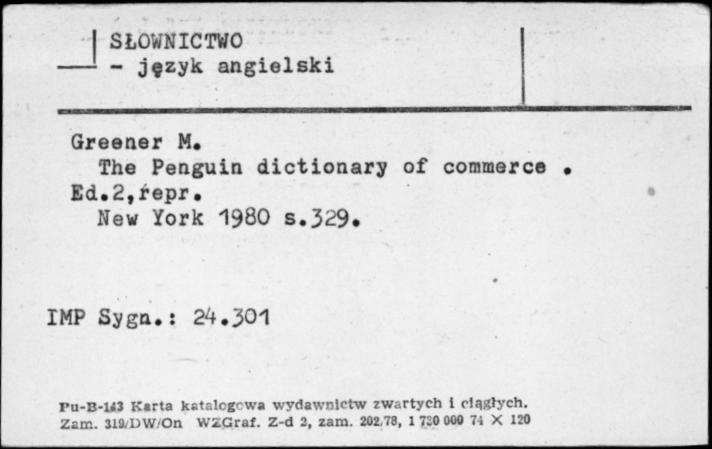 SŁOWNICTWO
- język angielski
Greener M.
The Penguin dictionary of commerce .
Ed.2,repr.
New York 1980 s.329.
IMP Sygn.: 24.301
Pu-B-143 Karta katalogowa wydawnictw zwartych i ciągłych.
Zam. 319/DW/On WZGraf. Z-d 2, zam. 202/78, 1 720 000 74 X 120